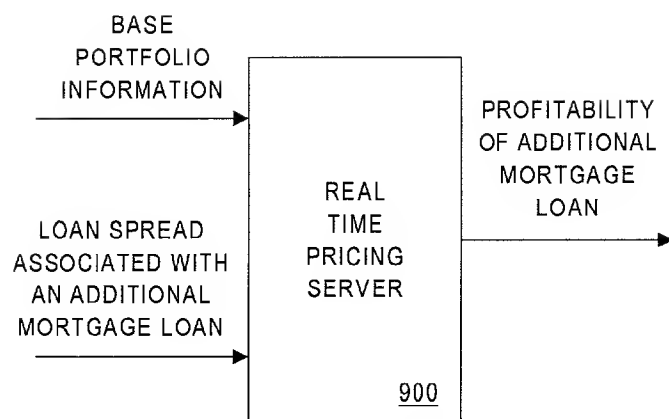 BASE
PORTFOLIO
INFORMATION
LOAN SPREAD
ASSOCIATED WITH
AN ADDITIONAL
MORTGAGE LOAN
REAL
TIME
PRICING
SERVER
900
PROFITABILITY
OF ADDITIONAL
MORTGAGE
LOAN